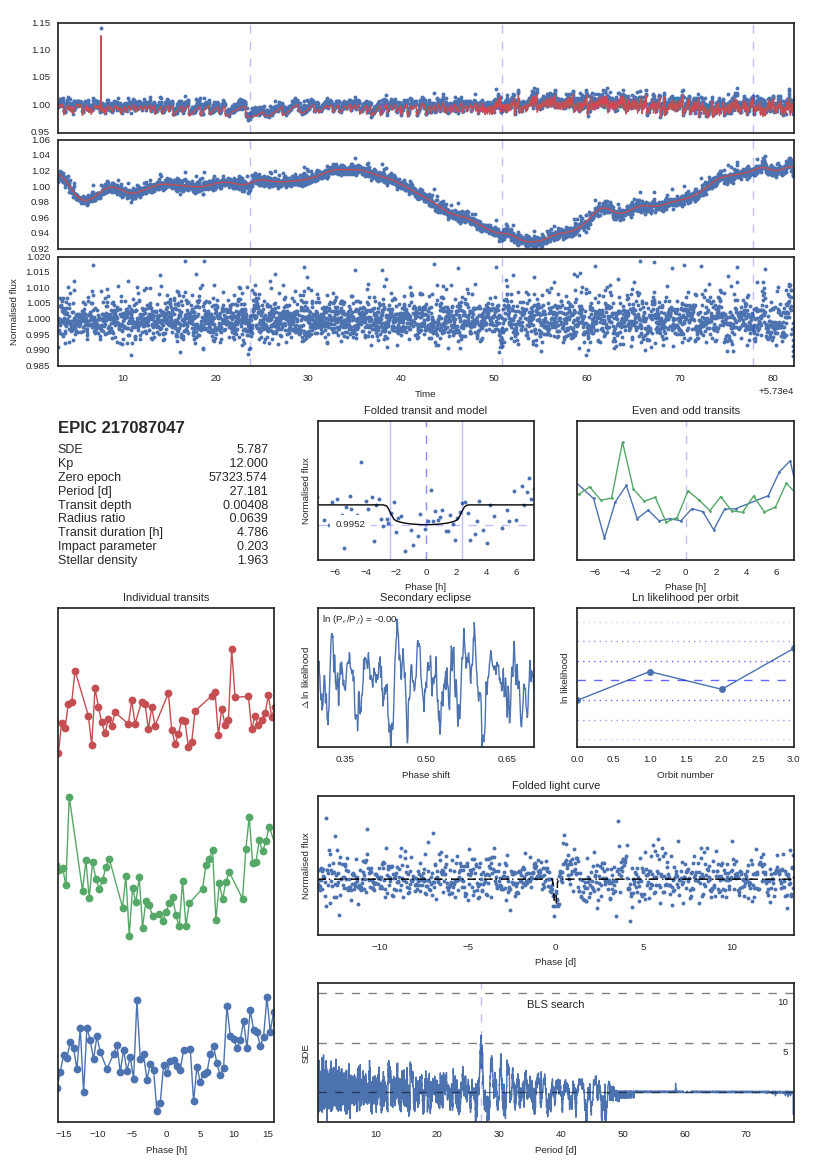 1.15
1.10
1.05
1.00
0.95
1.06
1.04
1.02
1.00
0.98
0.96
0.94
0.92
1.020
1.015
1.010
1.005
1.000
0.995
0.990
0.985
Normalised flux
10 20 30 40 50 60 70 80
Time
+5.73e4
EPIC 217087047
SDE 5.787
Kp 12.000
Zero epoch 57323.574
Period [d] 27.181
Transit depth 0.00408
Radius ratio 0.0639
Transit duration [h] 4.786
Impact parameter 0.203
Stellar density 1.963
Folded transit and model
Normalised flux
0.9952
−6 −4 −2 0 2 4 6
Phase [h]
Even and odd transits
−6 −4 −2 0 2 4 6
Phase [h]
Individual transits
−15 −10 −5 0 5 10 15
Phase [h]
Secondary eclipse
ln (Pₑ/P𝑓) = -0.00
Δ ln likelihood
0.35 0.50 0.65
Phase shift
Ln likelihood per orbit
ln likelihood
0.0 0.5 1.0 1.5 2.0 2.5 3.0
Orbit number
Folded light curve
Normalised flux
−10 −5 0 5 10
Phase [d]
BLS search
10
5
SDE
10 20 30 40 50 60 70
Period [d]